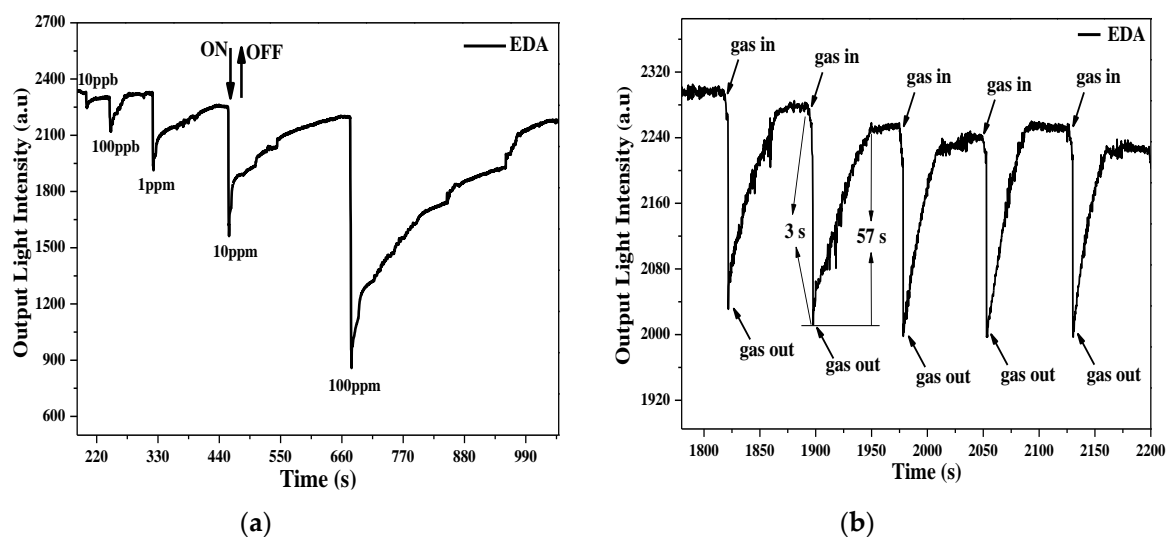 2700
2400
2100
1800
1500
1200
900
600
Output Light Intensity (a.u)
10ppb
100ppb
1ppm
ON
OFF
10ppm
100ppm
EDA
220
330
440
550
660
770
880
990
Time (s)
(a)
2320
2240
2160
2080
2000
1920
Output Light Intensity (a.u)
EDA
gas in
gas in
gas in
gas in
gas in
3 s
57 s
gas out
gas out
gas out
gas out
gas out
1800
1850
1900
1950
2000
2050
2100
2150
2200
Time (s)
(b)